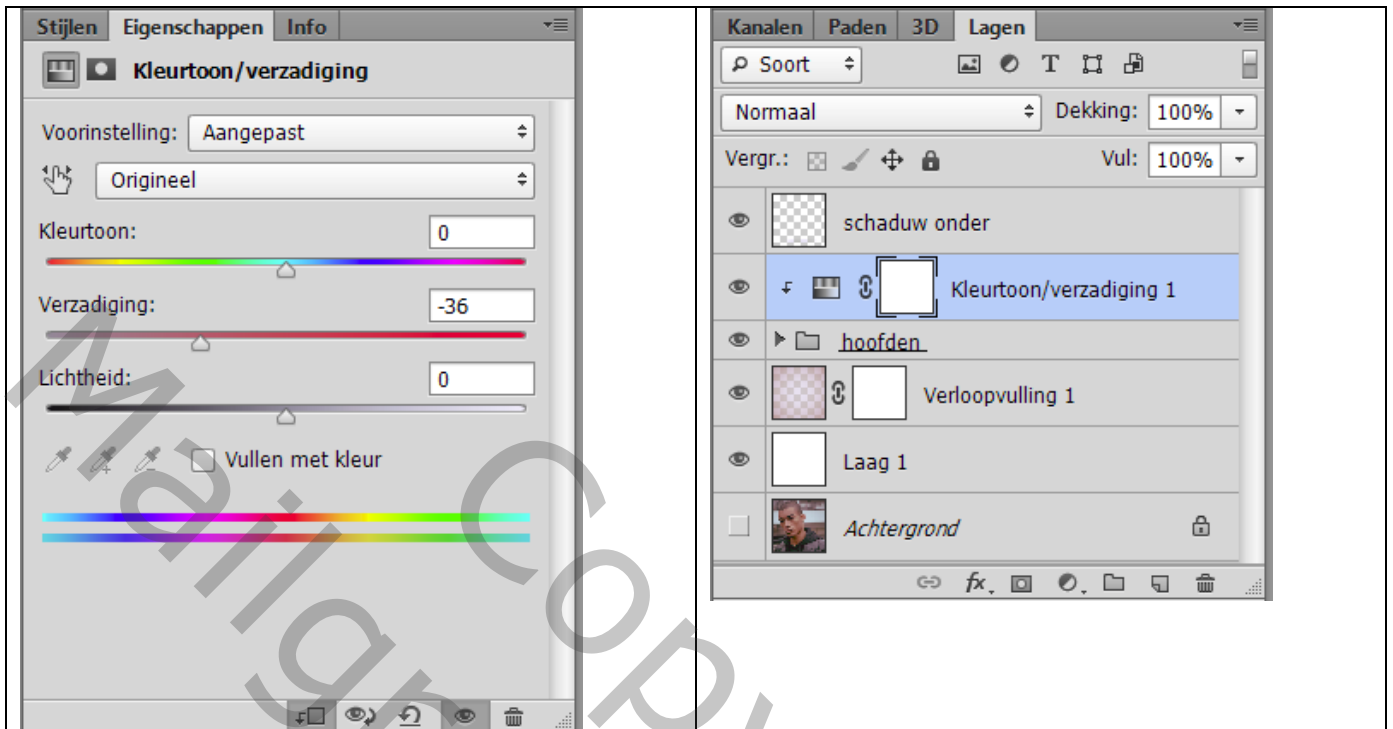 Stijlen Eigenschappen Info
Kleurtoon/verzadiging
Voorinstelling: Aangepast
Origineel
Kleurtoon: 0
Verzadiging: -36
Lichtheid: 0
Vullen met kleur
Kanalen Paden 3D Lagen
Soort T
Normaal Dekking: 100%
Vergr.: Vul: 100%
schaduw onder
Kleurtoon/verzadiging 1
hoofden
Verloopvulling 1
Laag 1
Achtergrond
fx